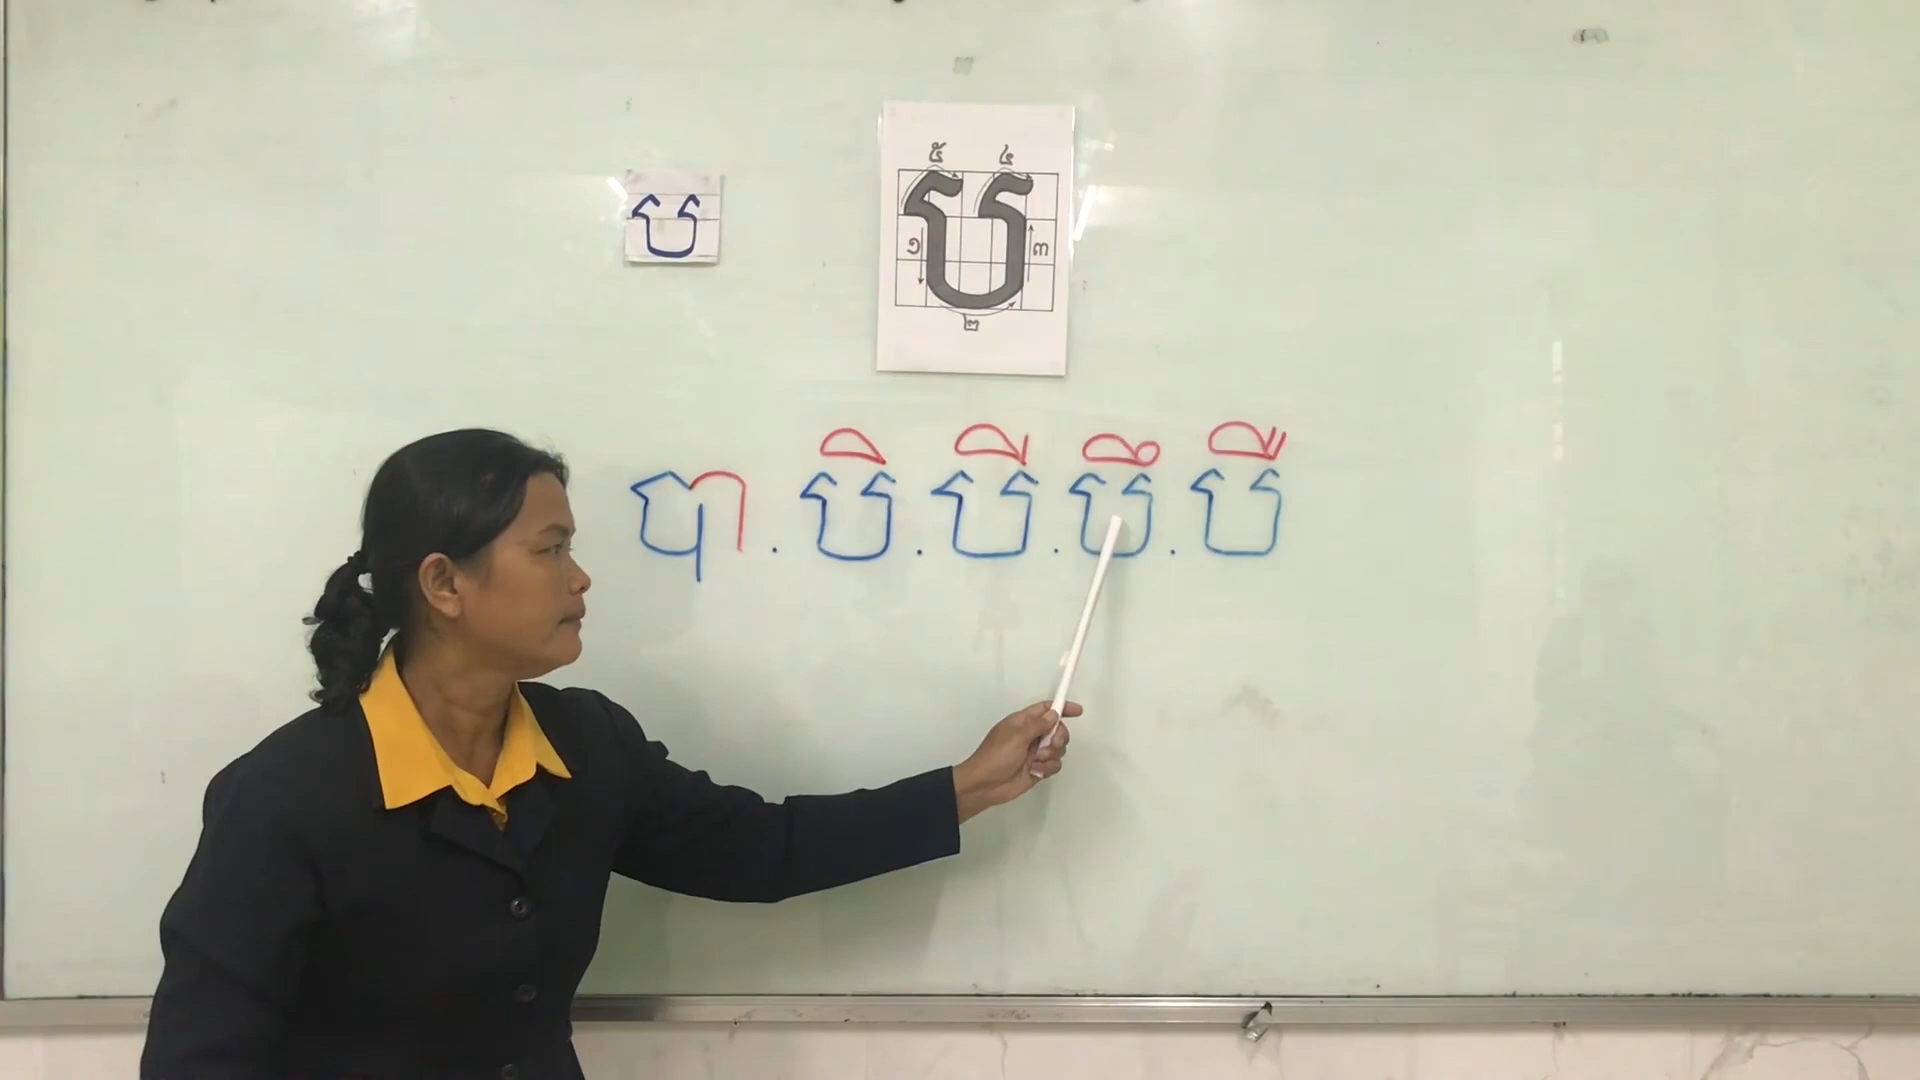 ប
៥ ៤
ប
១ ៣
២
បា . បិ . បី . បឹ . បឺ